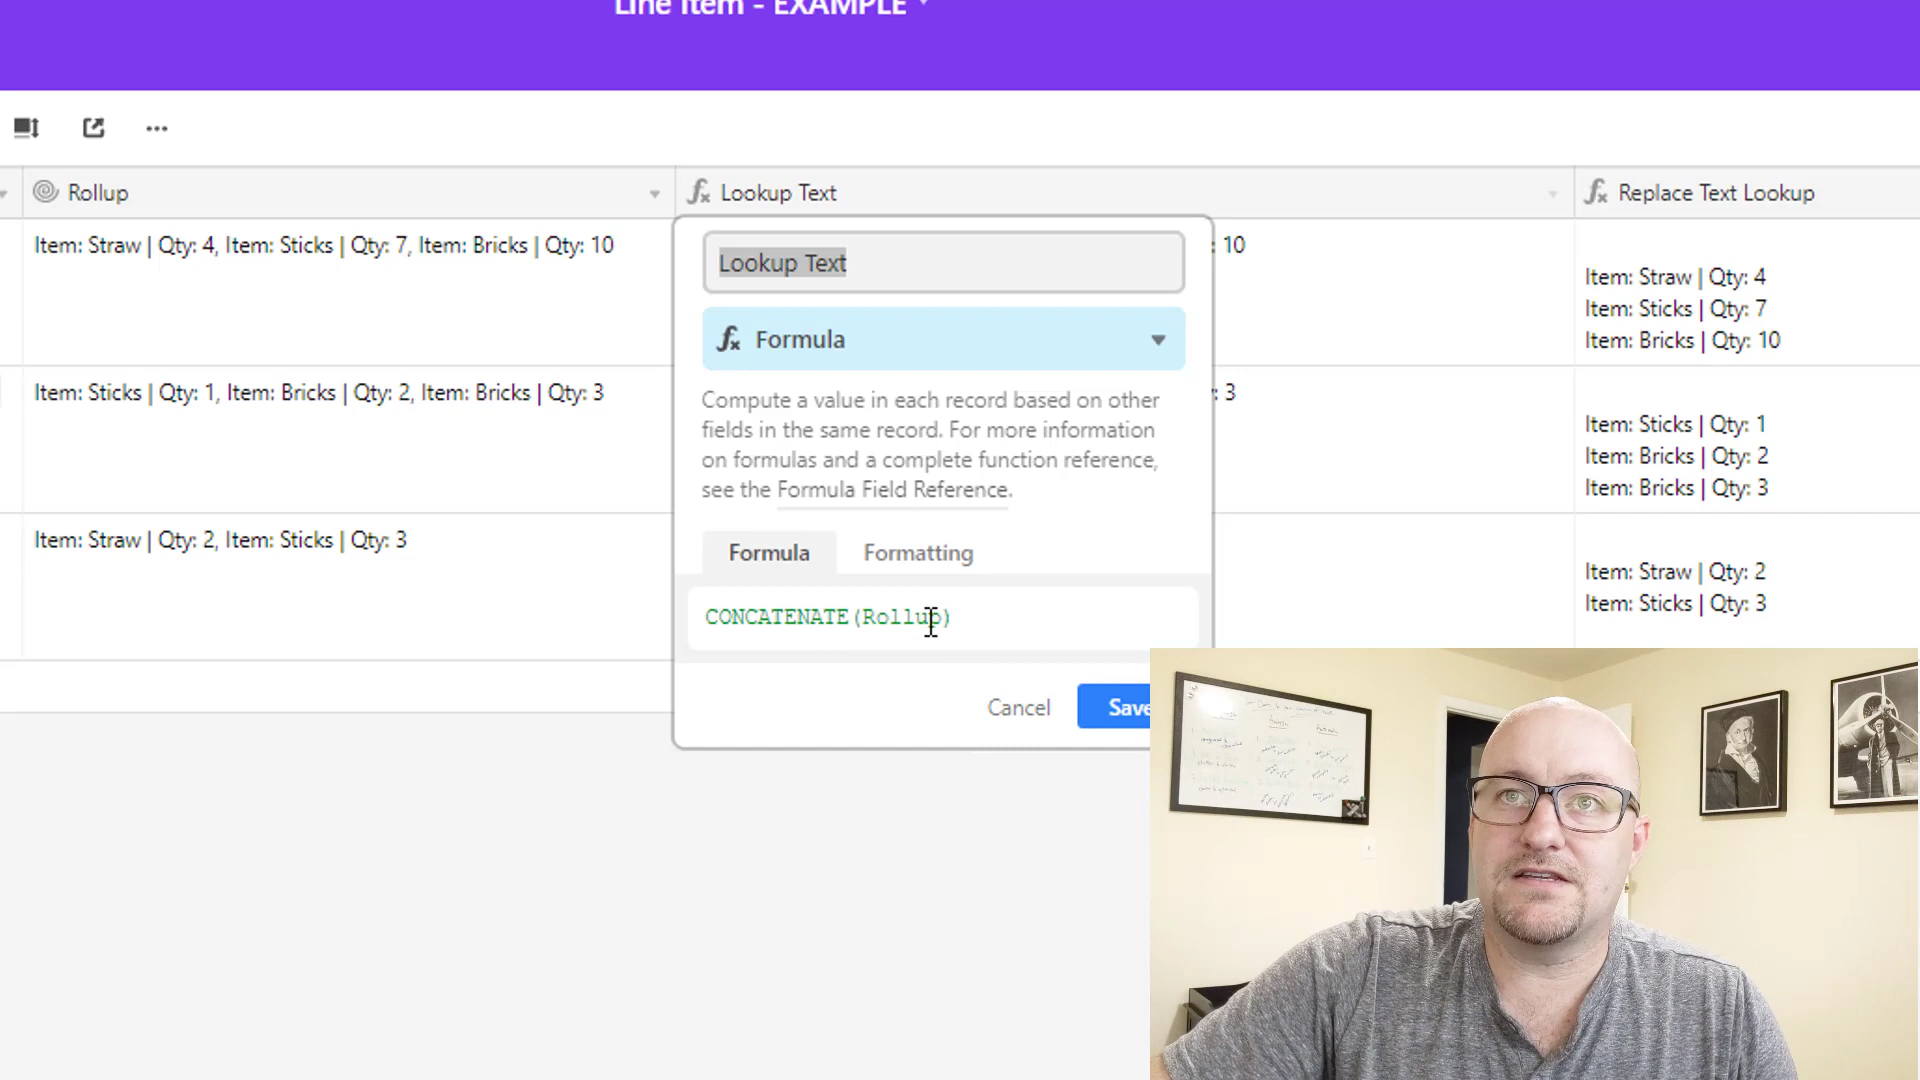 Line Item - EXAMPLE
Rollup
Lookup Text
Replace Text Lookup
Item: Straw | Qty: 4, Item: Sticks | Qty: 7, Item: Bricks | Qty: 10
: 10
Item: Straw | Qty: 4
Item: Sticks | Qty: 7
Item: Bricks | Qty: 10
Item: Sticks | Qty: 1, Item: Bricks | Qty: 2, Item: Bricks | Qty: 3
: 3
Item: Sticks | Qty: 1
Item: Bricks | Qty: 2
Item: Bricks | Qty: 3
Item: Straw | Qty: 2, Item: Sticks | Qty: 3
Item: Straw | Qty: 2
Item: Sticks | Qty: 3
Lookup Text
Formula
Compute a value in each record based on other
fields in the same record. For more information
on formulas and a complete function reference,
see the Formula Field Reference.
Formula Formatting
CONCATENATE(Rollup)
Cancel Save